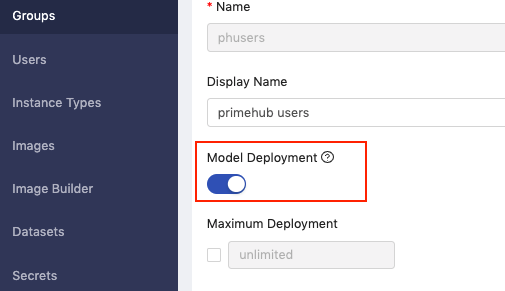 Groups
Users
Instance Types
Images
Image Builder
Datasets
Secrets
* Name
phusers
Display Name
primehub users
Model Deployment ?
Maximum Deployment
unlimited